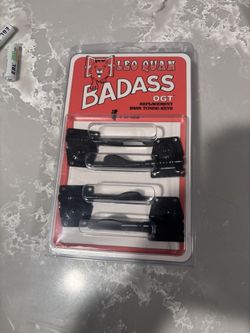 LEO QUAN
BADASS
OGT
REPLACEMENT
BASS TUNING KEYS